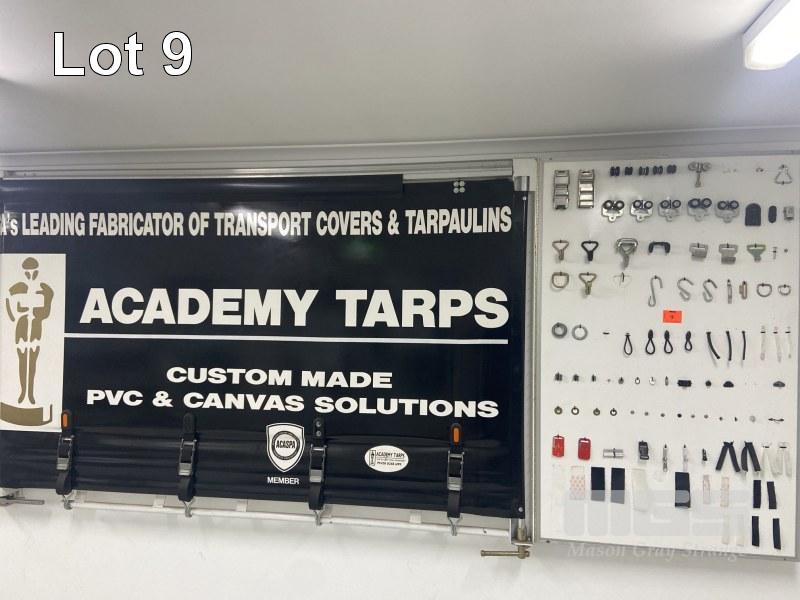 Lot 9
A's LEADING FABRICATOR OF TRANSPORT COVERS & TARPAULINS
ACADEMY TARPS
CUSTOM MADE
PVC & CANVAS SOLUTIONS
ACASPA
MEMBER
ACADEMY TARPS
MGS
Mason Gray Strange